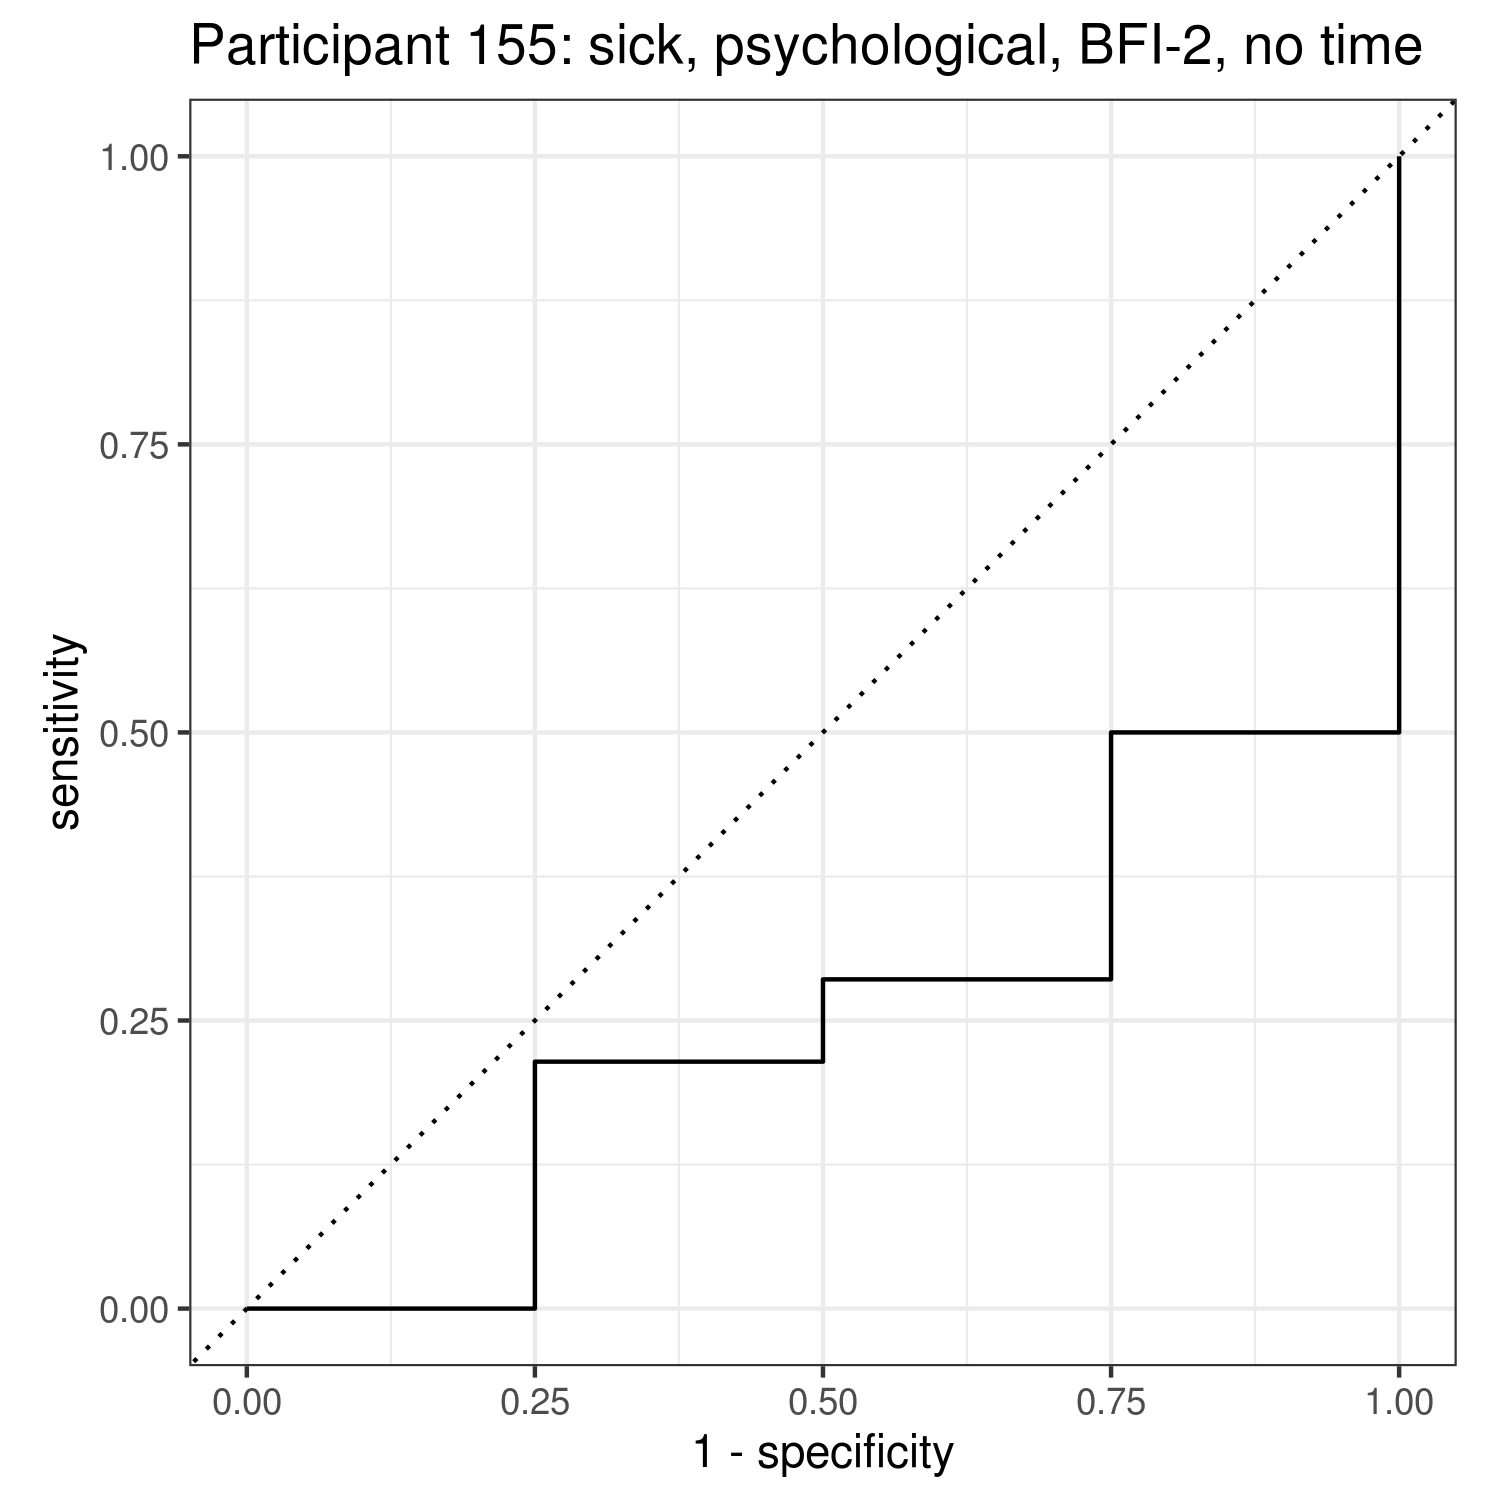 Participant 155: sick, psychological, BFI-2, no time
1.00
0.75
0.50
0.25
0.00
sensitivity
0.00 0.25 0.50 0.75 1.00
1 - specificity